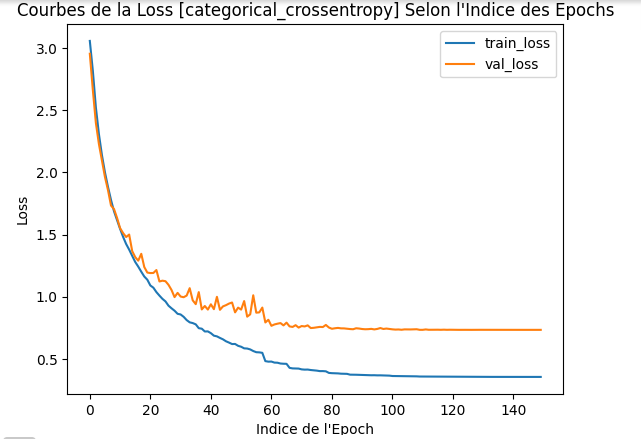 Courbes de la Loss [categorical_crossentropy] Selon l'Indice des Epochs
train_loss
val_loss
3.0
2.5
2.0
1.5
1.0
0.5
Loss
0 20 40 60 80 100 120 140
Indice de l'Epoch